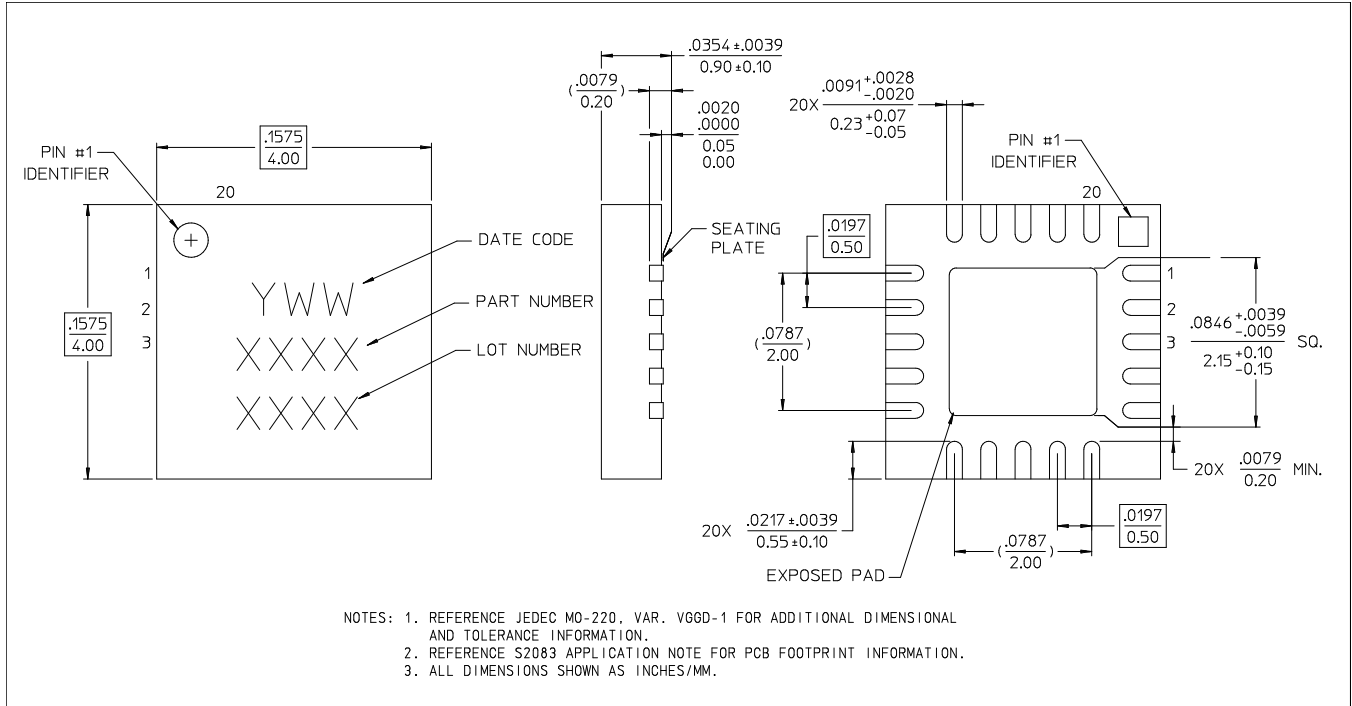 .0354 ±.0039
0.90 ±0.10
(.0079
0.20)
.0020
.0000
0.05
0.00
20X .0091 +.0028
-.0020
0.23 +0.07
-0.05
PIN #1
IDENTIFIER
20
.1575
4.00
PIN #1
IDENTIFIER
20
DATE CODE
SEATING
PLATE
.0197
0.50
1
2
3
.1575
4.00
YWW
PART NUMBER
XXXX
LOT NUMBER
XXXX
(.0787)
2.00
1
2
3
.0846 +.0039
-.0059
2.15 +0.10
-0.15
SQ.
20X .0079 MIN.
0.20
20X .0217 ±.0039
0.55 ±0.10
.0197
0.50
(.0787)
2.00
EXPOSED PAD
NOTES: 1. REFERENCE JEDEC MO-220, VAR. VGGD-1 FOR ADDITIONAL DIMENSIONAL
AND TOLERANCE INFORMATION.
2. REFERENCE S2083 APPLICATION NOTE FOR PCB FOOTPRINT INFORMATION.
3. ALL DIMENSIONS SHOWN AS INCHES/MM.